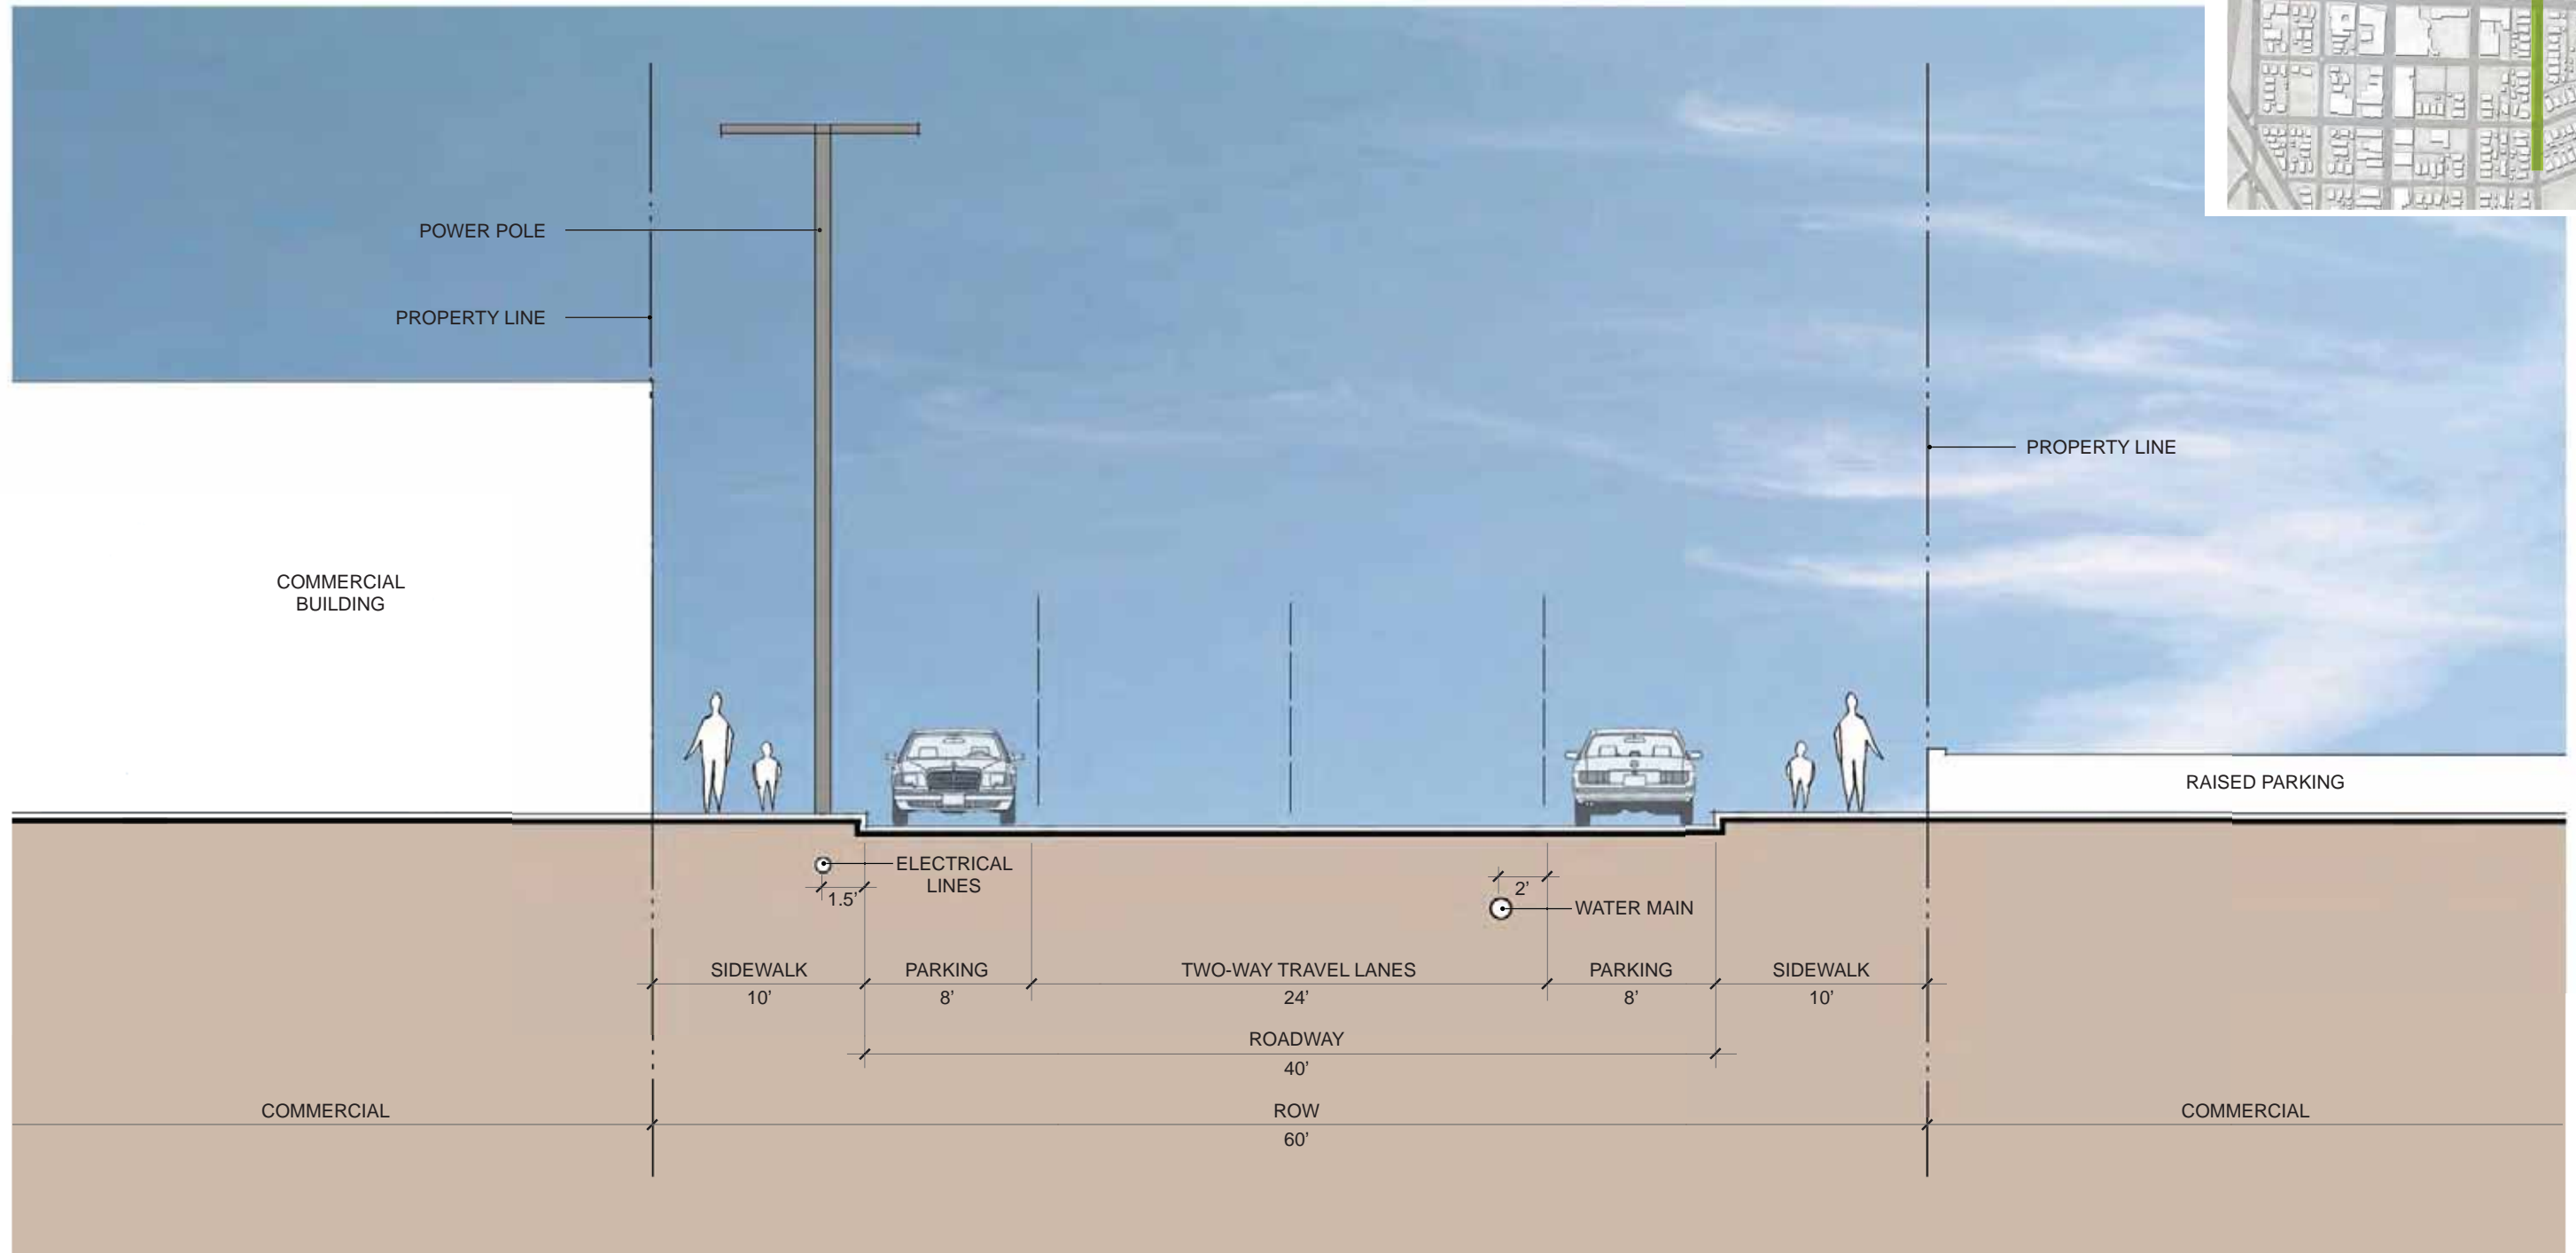 POWER POLE
PROPERTY LINE
PROPERTY LINE
COMMERCIAL
BUILDING
RAISED PARKING
ELECTRICAL
LINES
1.5’
2’
WATER MAIN
SIDEWALK
PARKING
TWO-WAY TRAVEL LANES
PARKING
SIDEWALK
10’
8’
24’
8’
10’
ROADWAY
40’
COMMERCIAL
ROW
COMMERCIAL
60’